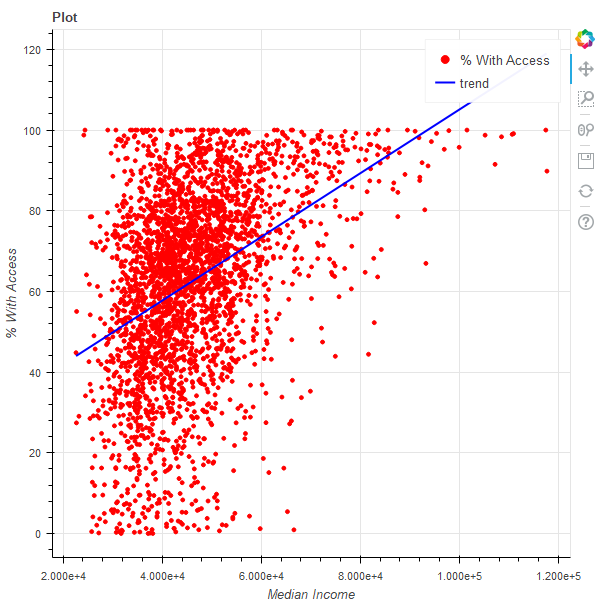 Plot
% With Access
trend
120
100
80
60
40
20
0
% With Access
2.000e+4
4.000e+4
6.000e+4
8.000e+4
1.000e+5
1.200e+5
Median Income